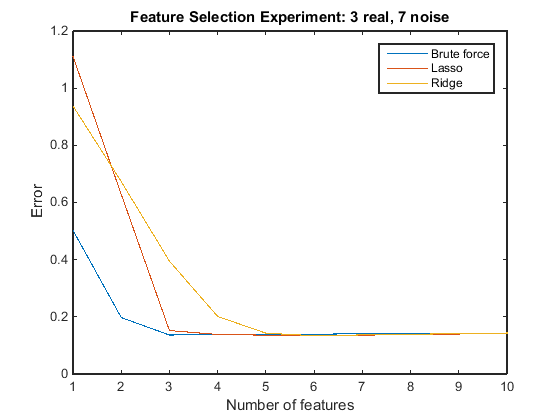 Feature Selection Experiment: 3 real, 7 noise
1.2
1
0.8
0.6
0.4
0.2
0
Error
Brute force
Lasso
Ridge
1 2 3 4 5 6 7 8 9 10
Number of features